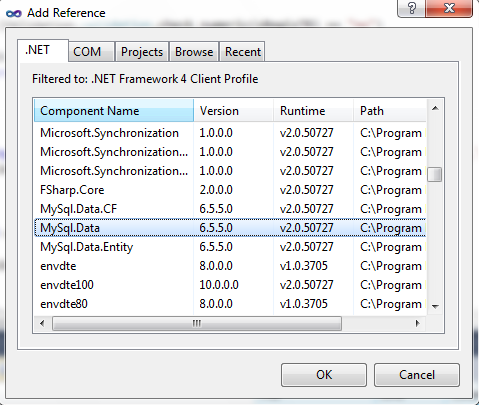 Add Reference
.NET COM Projects Browse Recent
Filtered to: .NET Framework 4 Client Profile
Component Name Version Runtime Path
Microsoft.Synchronization 1.0.0.0 v2.0.50727 C:\Program
Microsoft.Synchronization... 1.0.0.0 v2.0.50727 C:\Program
Microsoft.Synchronization... 1.0.0.0 v2.0.50727 C:\Program
FSharp.Core 2.0.0.0 v2.0.50727 C:\Program
MySql.Data.CF 6.5.5.0 v2.0.50727 C:\Program
MySql.Data 6.5.5.0 v2.0.50727 C:\Program
MySql.Data.Entity 6.5.5.0 v2.0.50727 C:\Program
envdte 8.0.0.0 v1.0.3705 C:\Program
envdte100 10.0.0.0 v2.0.50727 C:\Program
envdte80 8.0.0.0 v1.0.3705 C:\Program
OK Cancel